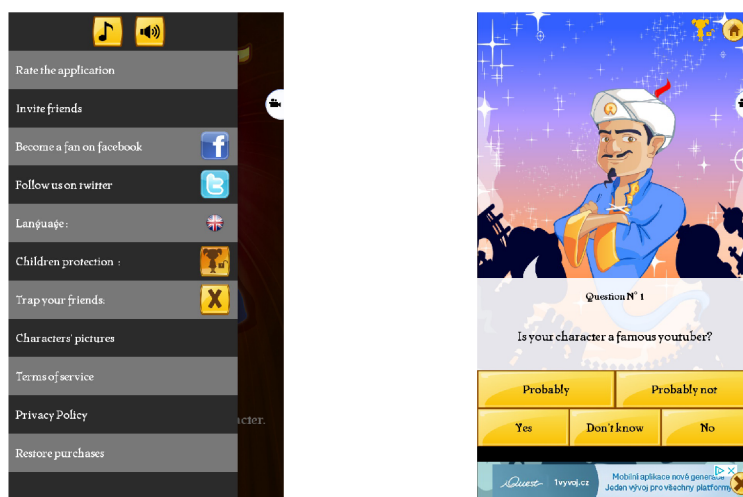 Rate the application
Invite friends
Become a fan on facebook
Follow us on twitter
Language :
Children protection :
Trap your friends:
Characters' pictures
Terms of service
Privacy Policy
Restore purchases
acter.
Question N° 1
Is your character a famous youtuber?
Probably
Probably not
Yes
Don't know
No
iQuest 1vyvoj.cz
Mobilní aplikace nové generace
Jeden vývoj pro všechny platformy